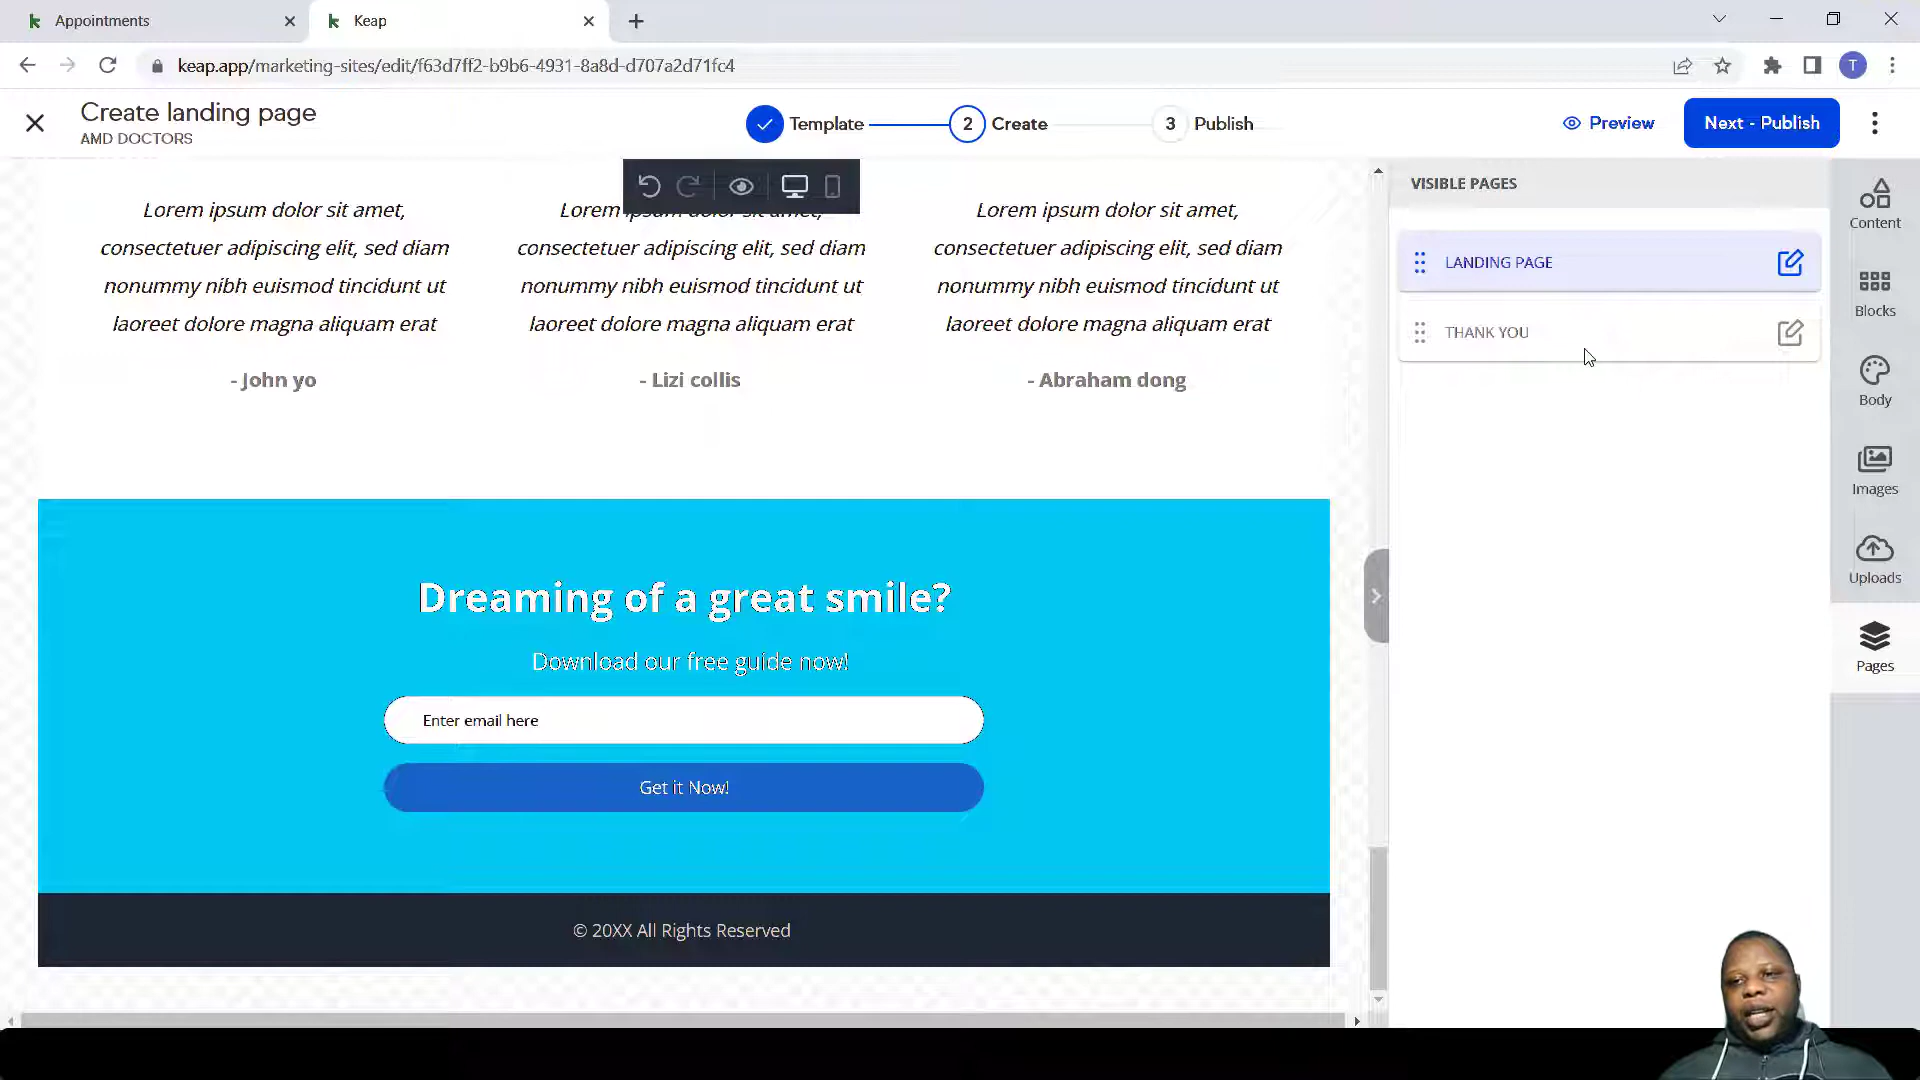 Appointments
Keap
keap.app/marketing-sites/edit/f63d7ff2-b9b6-4931-8a8d-d707a2d71fc4
T
Create landing page
AMD DOCTORS
Template
2 Create
3 Publish
Preview
Next - Publish
Lorem ipsum dolor sit amet,
consectetuer adipiscing elit, sed diam
nonummy nibh euismod tincidunt ut
laoreet dolore magna aliquam erat
- John yo
Lorem ipsum dolor sit amet,
consectetuer adipiscing elit, sed diam
nonummy nibh euismod tincidunt ut
laoreet dolore magna aliquam erat
- Lizi collis
Lorem ipsum dolor sit amet,
consectetuer adipiscing elit, sed diam
nonummy nibh euismod tincidunt ut
laoreet dolore magna aliquam erat
- Abraham dong
Dreaming of a great smile?
Download our free guide now!
Enter email here
Get it Now!
© 20XX All Rights Reserved
VISIBLE PAGES
LANDING PAGE
THANK YOU
Content
Blocks
Body
Images
Uploads
Pages